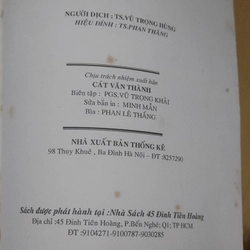 NGƯỜI DỊCH : TS.VŨ TRỌNG HÙNG
HIỆU ĐÍNH : TS-PHAN THĂNG
Chịu trách nhiệm xuất bản
CÁT VĂN THÀNH
Biên tập : PGS.VŨ TRỌNG KHẢI
Sửa bản in : MINH MẪN
Bìa : PHAN LÊ THẮNG
NHÀ XUẤT BẢN THỐNG KÊ
98 Thụy Khuê , Ba Đình Hà Nội – ĐT: 8257290
Sách được phát hành tại :Nhà Sách 45 Đinh Tiên Hoàng
Địa chỉ :45 Đinh Tiên Hoàng, P.Bến Nghé; Q1: TP HCM
ĐT :9104271-9100787-9030285